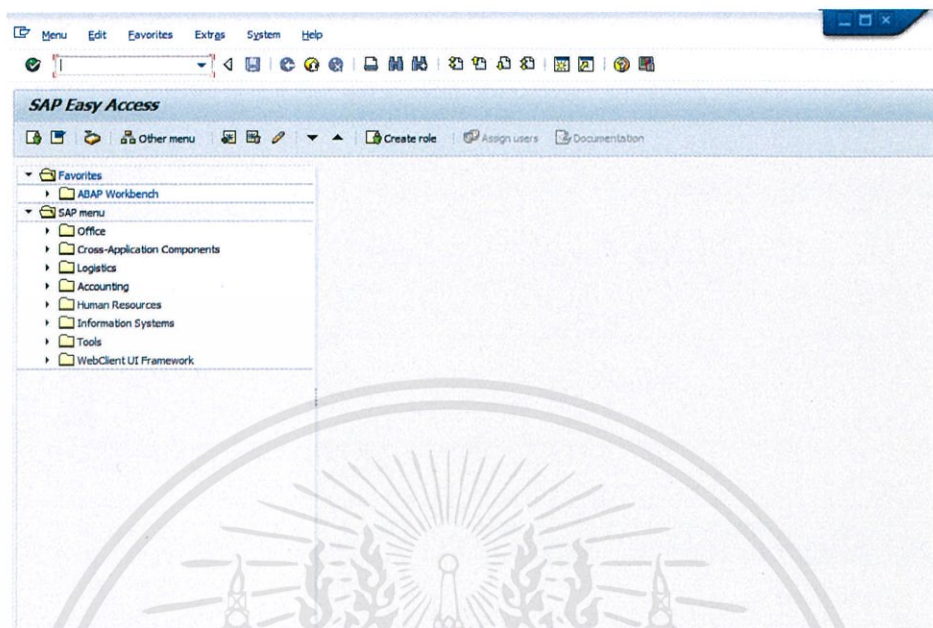 Menu Edit Favorites Extras System Help
SAP Easy Access
Other menu Create role Assign users Documentation
Favorites
ABAP Workbench
SAP menu
Office
Cross-Application Components
Logistics
Accounting
Human Resources
Information Systems
Tools
WebClient UI Framework